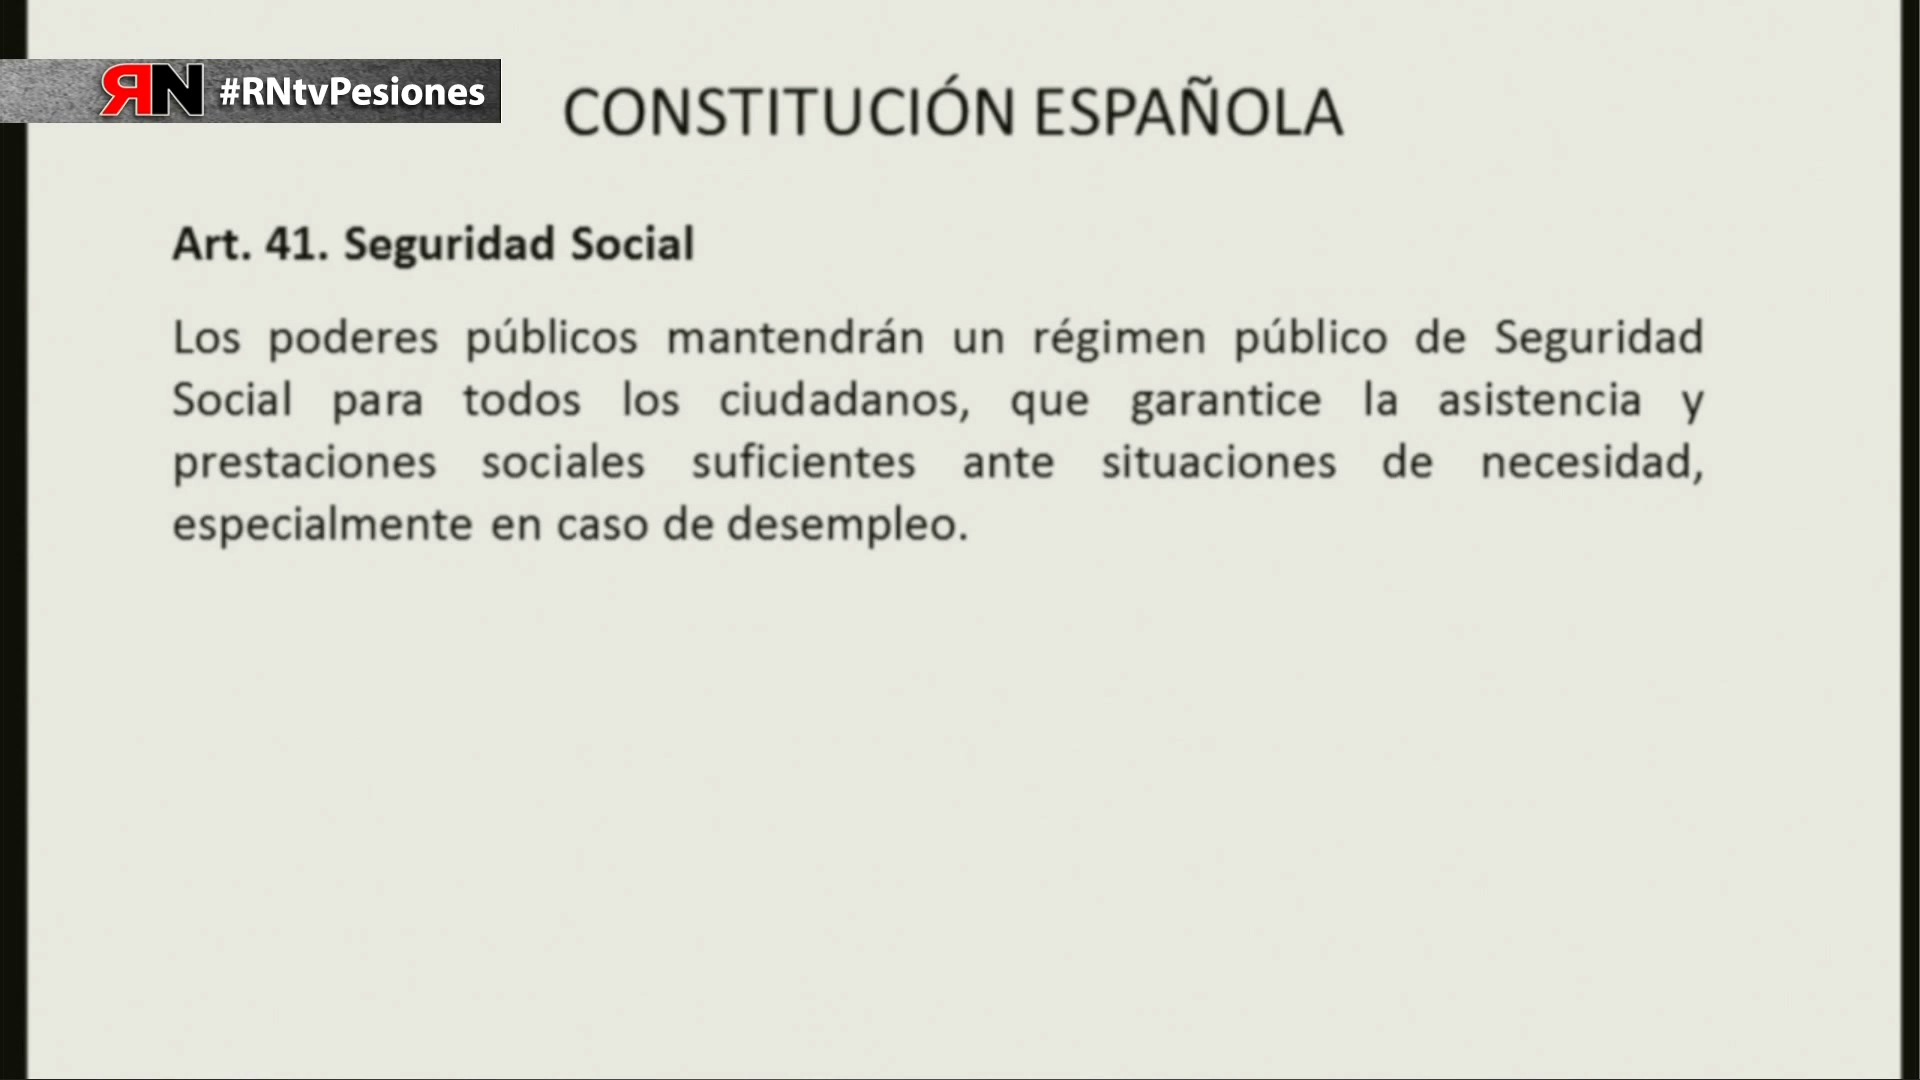 ЯN #RNtvPesiones
CONSTITUCIÓN ESPAÑOLA
Art. 41. Seguridad Social
Los poderes públicos mantendrán un régimen público de Seguridad
Social para todos los ciudadanos, que garantice la asistencia y
prestaciones sociales suficientes ante situaciones de necesidad,
especialmente en caso de desempleo.